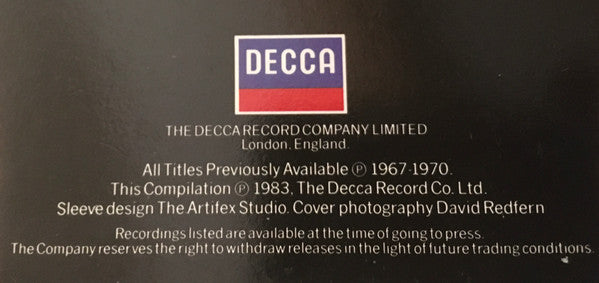 DECCA
THE DECCA RECORD COMPANY LIMITED
London, England.
All Titles Previously Available ℗ 1967-1970.
This Compilation ℗ 1983, The Decca Record Co. Ltd.
Sleeve design The Artifex Studio. Cover photography David Redfern
Recordings listed are available at the time of going to press.
The Company reserves the right to withdraw releases in the light of future trading conditions.